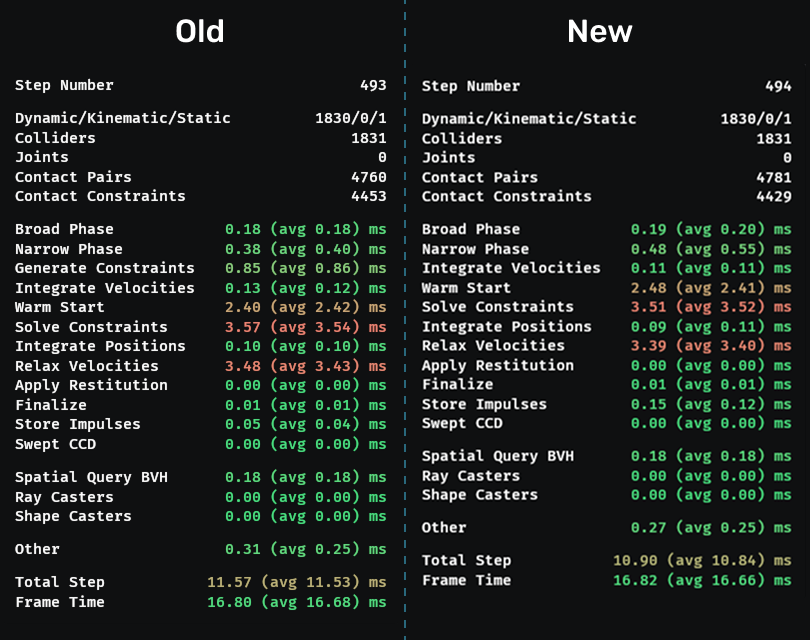 Old
Step Number 493
Dynamic/Kinematic/Static 1830/0/1
Colliders 1831
Joints 0
Contact Pairs 4760
Contact Constraints 4453
Broad Phase 0.18 (avg 0.18) ms
Narrow Phase 0.38 (avg 0.40) ms
Generate Constraints 0.85 (avg 0.86) ms
Integrate Velocities 0.13 (avg 0.12) ms
Warm Start 2.40 (avg 2.42) ms
Solve Constraints 3.57 (avg 3.54) ms
Integrate Positions 0.10 (avg 0.10) ms
Relax Velocities 3.48 (avg 3.43) ms
Apply Restitution 0.00 (avg 0.00) ms
Finalize 0.01 (avg 0.01) ms
Store Impulses 0.05 (avg 0.04) ms
Swept CCD 0.00 (avg 0.00) ms
Spatial Query BVH 0.18 (avg 0.18) ms
Ray Casters 0.00 (avg 0.00) ms
Shape Casters 0.00 (avg 0.00) ms
Other 0.31 (avg 0.25) ms
Total Step 11.57 (avg 11.53) ms
Frame Time 16.80 (avg 16.68) ms
New
Step Number 494
Dynamic/Kinematic/Static 1830/0/1
Colliders 1831
Joints 0
Contact Pairs 4781
Contact Constraints 4429
Broad Phase 0.19 (avg 0.20) ms
Narrow Phase 0.48 (avg 0.55) ms
Integrate Velocities 0.11 (avg 0.11) ms
Warm Start 2.48 (avg 2.41) ms
Solve Constraints 3.51 (avg 3.52) ms
Integrate Positions 0.09 (avg 0.11) ms
Relax Velocities 3.39 (avg 3.40) ms
Apply Restitution 0.00 (avg 0.00) ms
Finalize 0.01 (avg 0.01) ms
Store Impulses 0.15 (avg 0.12) ms
Swept CCD 0.00 (avg 0.00) ms
Spatial Query BVH 0.18 (avg 0.18) ms
Ray Casters 0.00 (avg 0.00) ms
Shape Casters 0.00 (avg 0.00) ms
Other 0.27 (avg 0.25) ms
Total Step 10.90 (avg 10.84) ms
Frame Time 16.82 (avg 16.66) ms